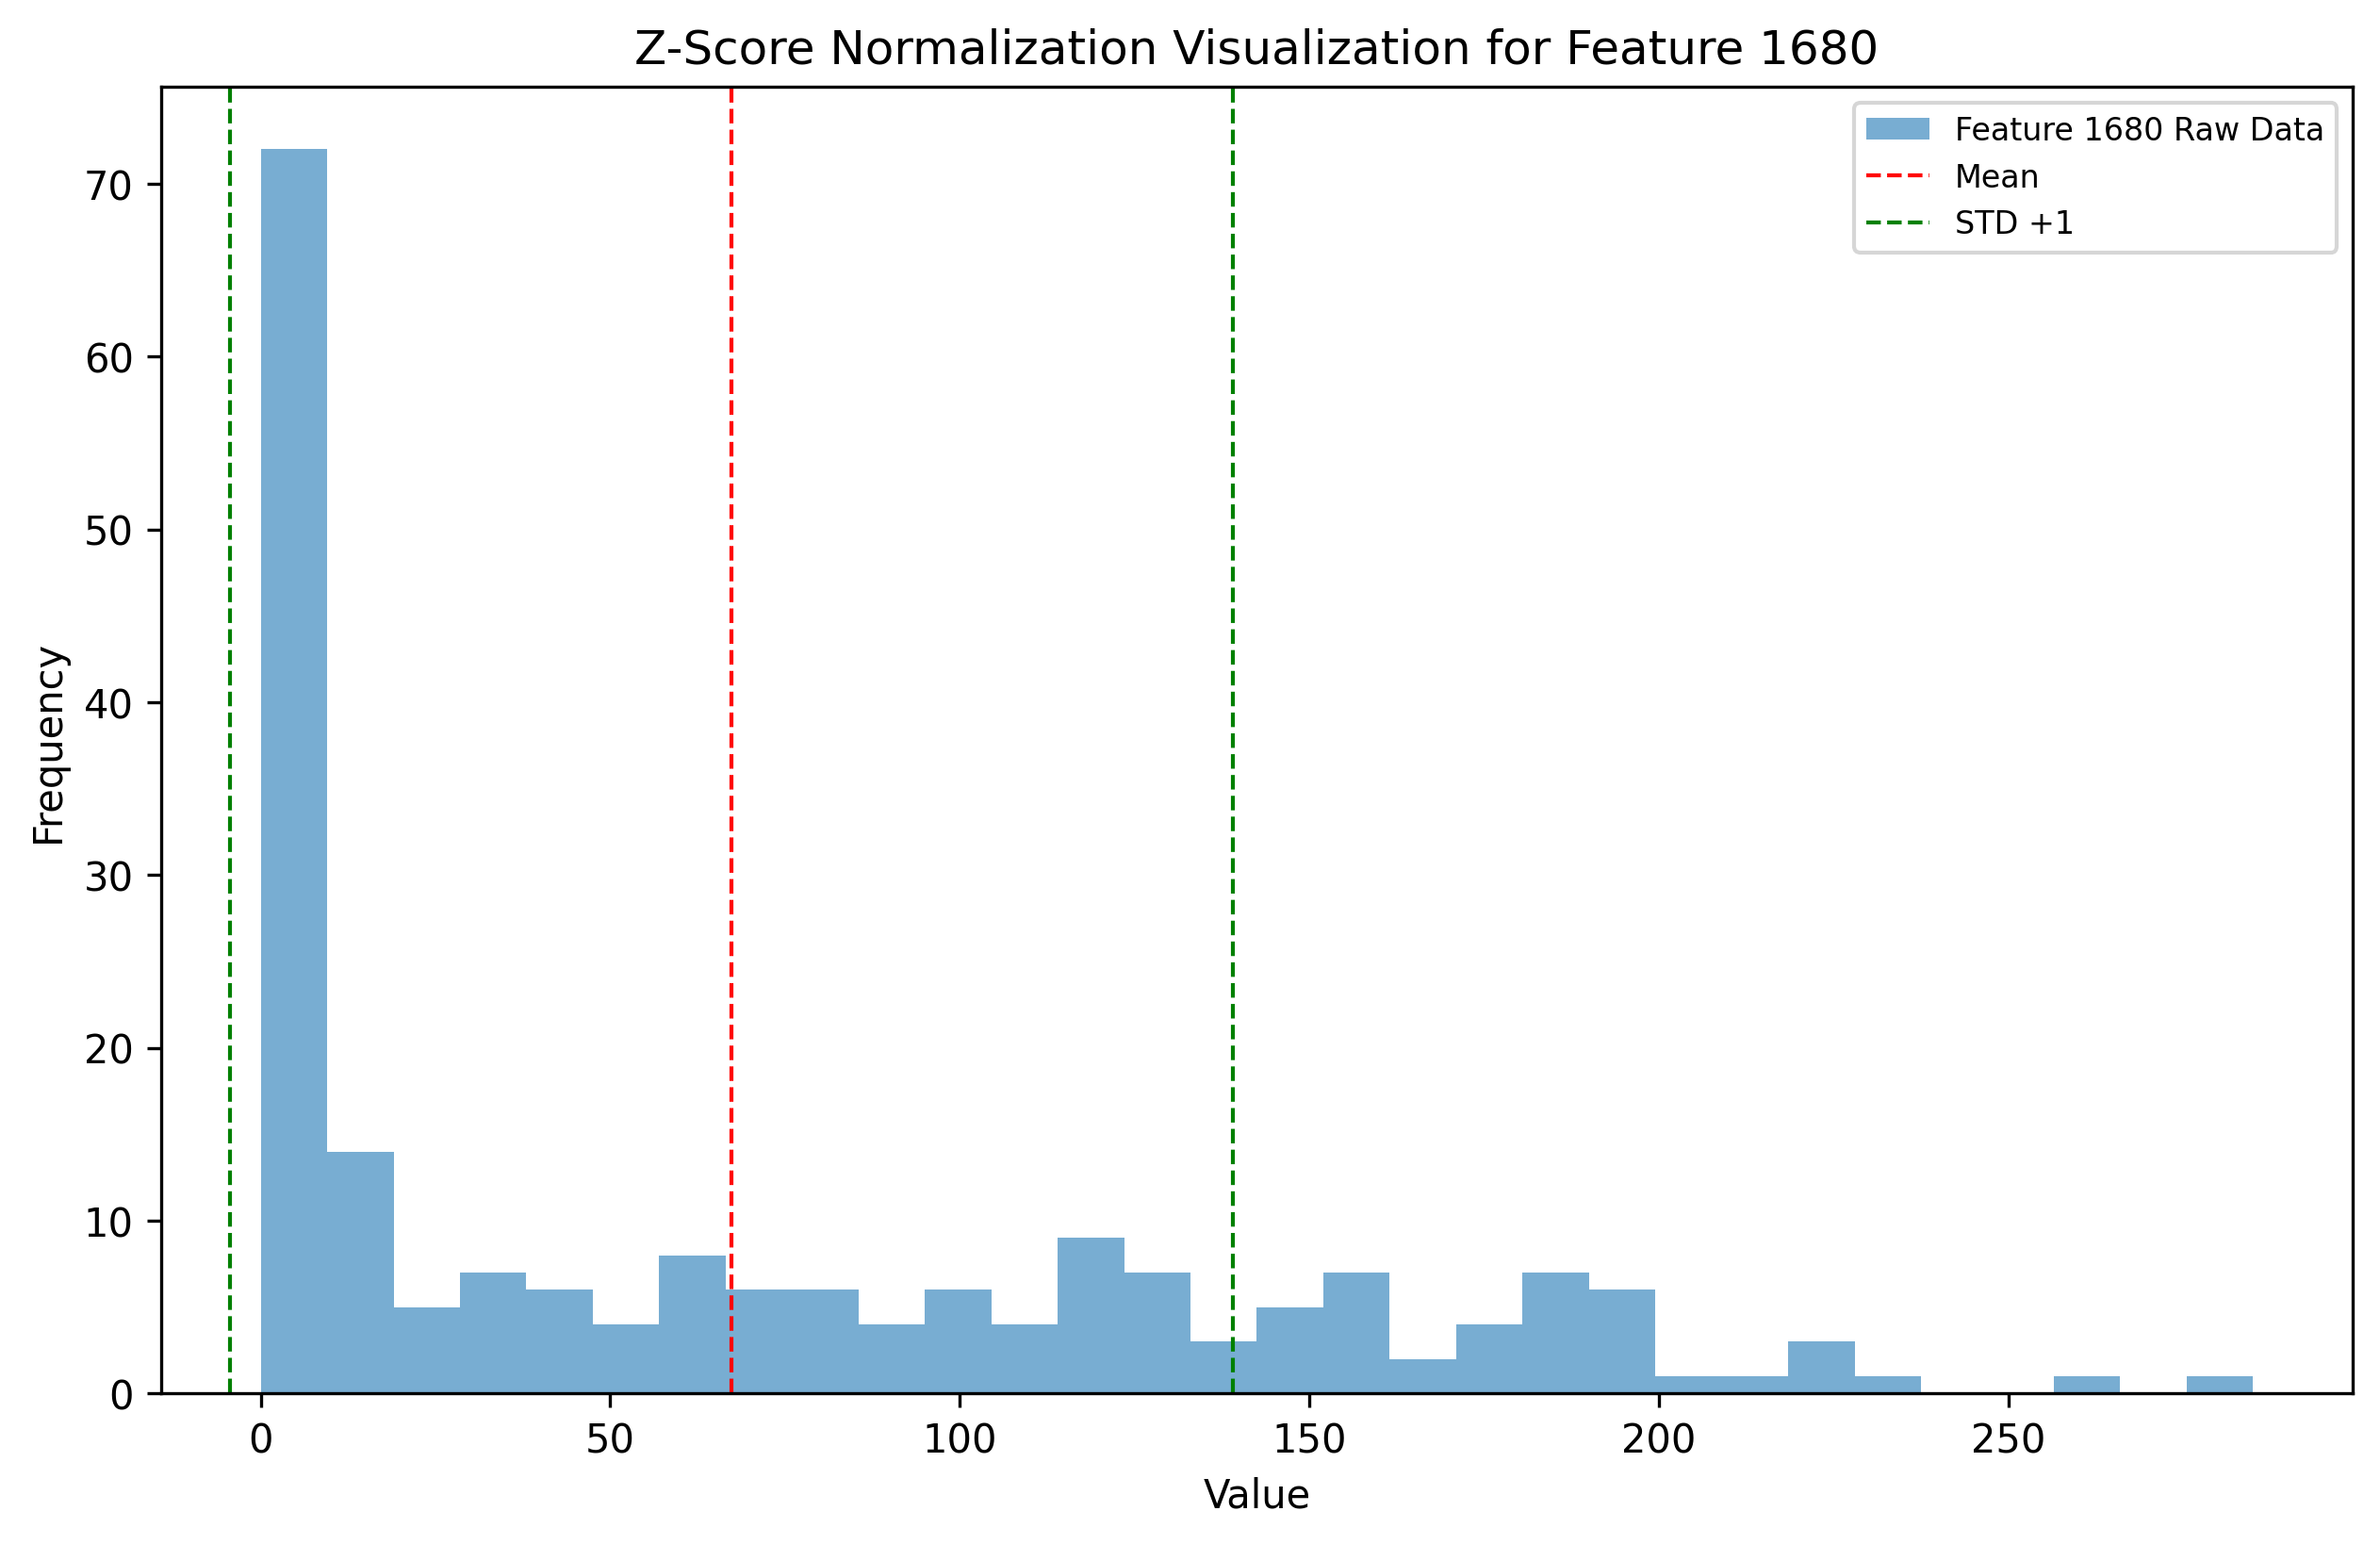 Z-Score Normalization Visualization for Feature 1680
Feature 1680 Raw Data
Mean
STD +1
70
60
50
40
30
20
10
0
Frequency
0 50 100 150 200 250
Value